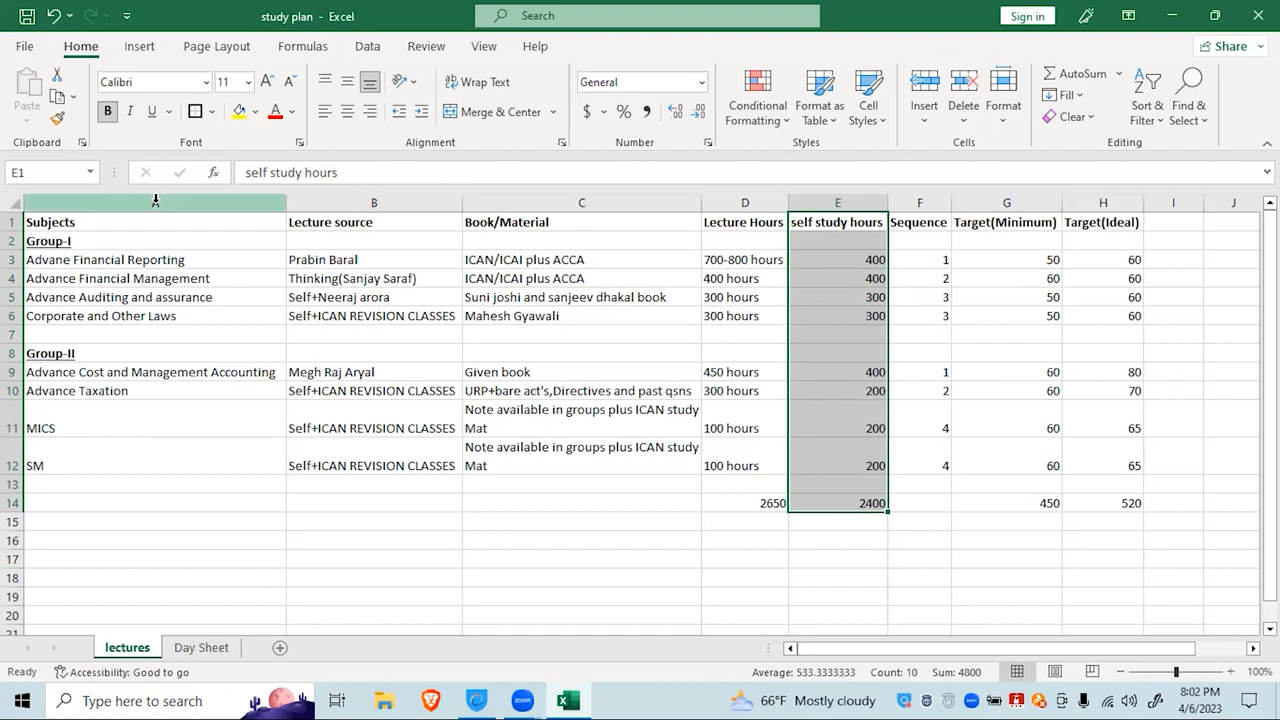 study plan - Excel
Search
Sign in
File Home Insert Page Layout Formulas Data Review View Help
Share
Paste
Clipboard
Calibri 11
B I U
Font
Wrap Text
Merge & Center
Alignment
General
$ % ,
Number
Conditional Formatting
Format as Table
Cell Styles
Styles
Insert
Delete
Format
Cells
AutoSum
Fill
Clear
Sort & Filter
Find & Select
Editing
E1 fx self study hours
A B C D E F G H I J
1 Subjects Lecture source Book/Material Lecture Hours self study hours Sequence Target(Minimum) Target(Ideal)
2 Group-I
3 Advane Financial Reporting Prabin Baral ICAN/ICAI plus ACCA 700-800 hours 400 1 50 60
4 Advance Financial Management Thinking(Sanjay Saraf) ICAN/ICAI plus ACCA 400 hours 400 2 60 60
5 Advance Auditing and assurance Self+Neeraj arora Suni joshi and sanjeev dhakal book 300 hours 300 3 50 60
6 Corporate and Other Laws Self+ICAN REVISION CLASSES Mahesh Gyawali 300 hours 300 3 50 60
7
8 Group-II
9 Advance Cost and Management Accounting Megh Raj Aryal Given book 450 hours 400 1 60 80
10 Advance Taxation Self+ICAN REVISION CLASSES URP+bare act's,Directives and past qsns 300 hours 200 2 60 70
Note available in groups plus ICAN study
11 MICS Self+ICAN REVISION CLASSES Mat 100 hours 200 4 60 65
Note available in groups plus ICAN study
12 SM Self+ICAN REVISION CLASSES Mat 100 hours 200 4 60 65
13
14 2650 2400 450 520
15
16
17
18
19
20
21
lectures Day Sheet
Ready Accessibility: Good to go Average: 533.3333333 Count: 10 Sum: 4800 100%
Type here to search
66°F Mostly cloudy
8:02 PM
4/6/2023